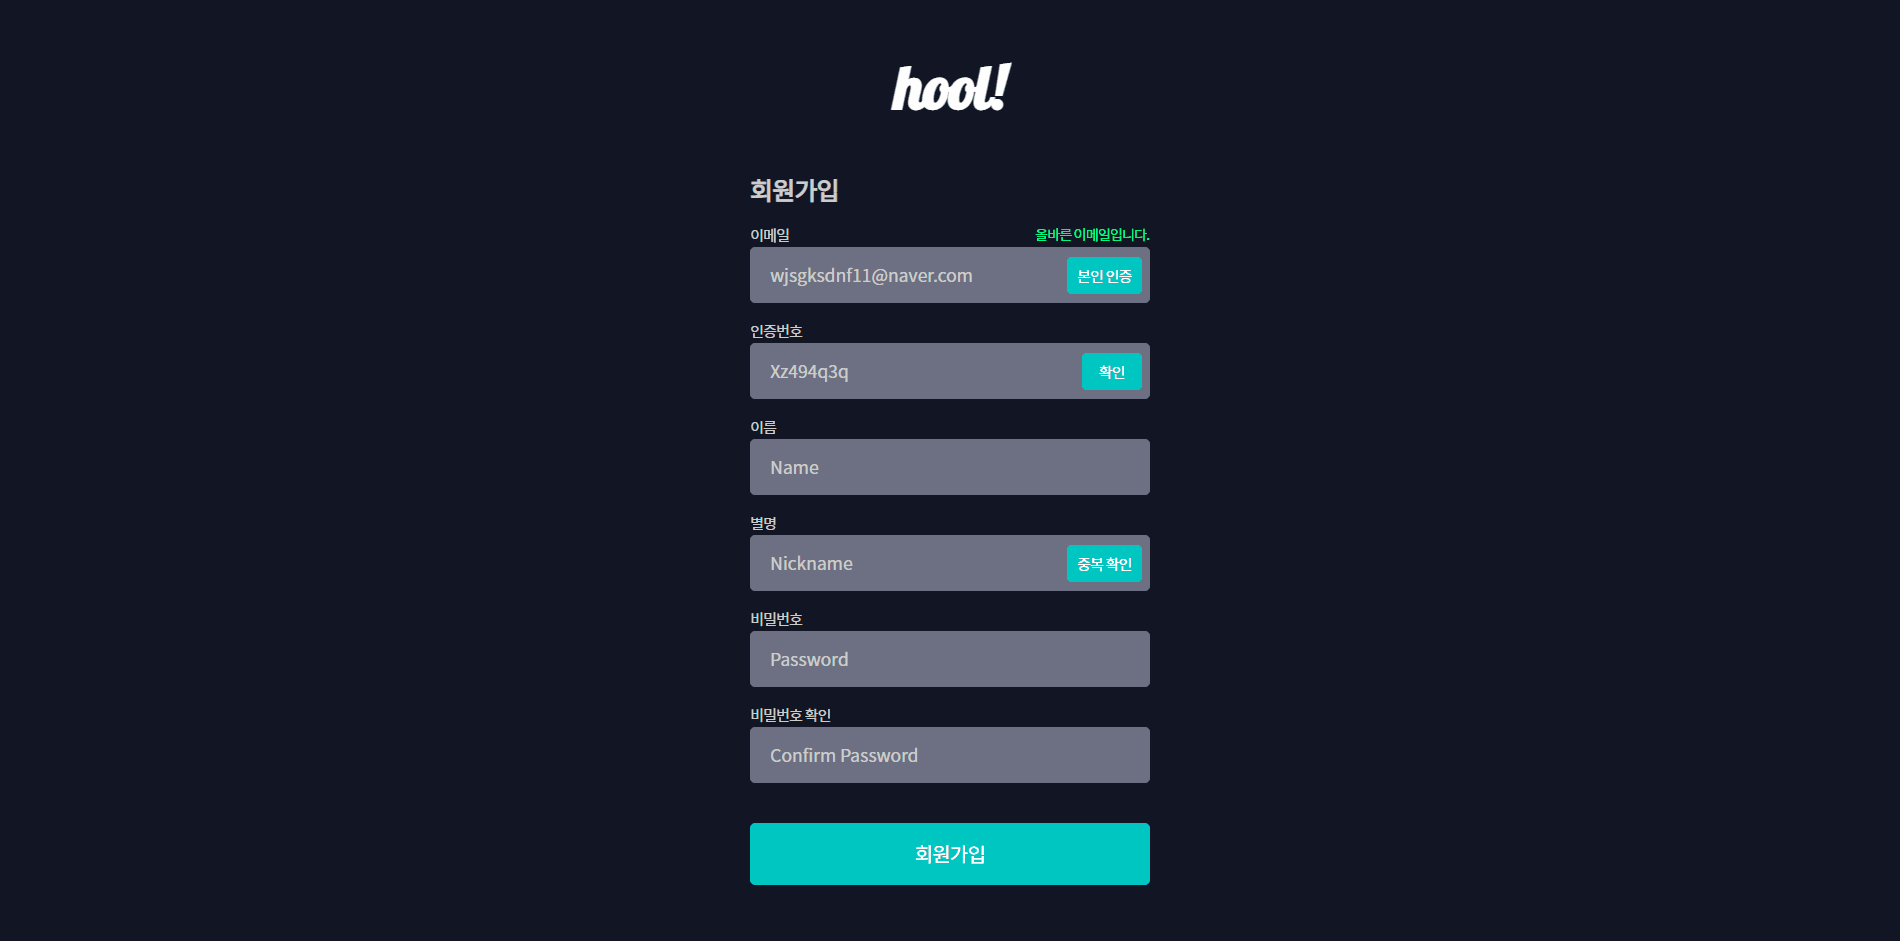 hool!
회원가입
이메일 올바른 이메일입니다.
wjsgksdnf11@naver.com 본인 인증
인증번호
Xz494q3q 확인
이름
Name
별명
Nickname 중복 확인
비밀번호
Password
비밀번호 확인
Confirm Password
회원가입